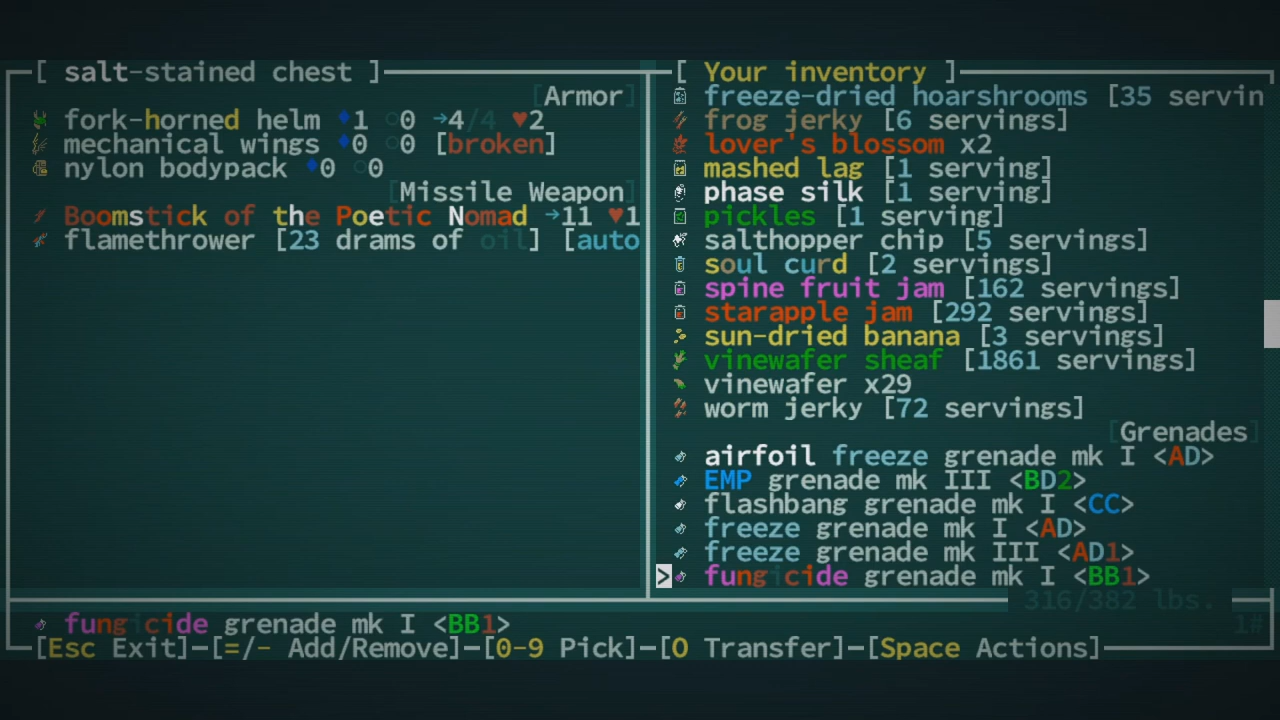 [ salt-stained chest ]
[Armor]
fork-horned helm ♦1 ○0 →4/4 ♥2
mechanical wings ♦0 ○0 [broken]
nylon bodypack ♦0 ○0
[Missile Weapon]
Boomstick of the Poetic Nomad →11 ♥1
flamethrower [23 drams of oil] [auto
[ Your inventory ]
freeze-dried hoarshrooms [35 servin
frog jerky [6 servings]
lover's blossom x2
mashed lag [1 serving]
phase silk [1 serving]
pickles [1 serving]
salthopper chip [5 servings]
soul curd [2 servings]
spine fruit jam [162 servings]
starapple jam [292 servings]
sun-dried banana [3 servings]
vinewafer sheaf [1861 servings]
vinewafer x29
worm jerky [72 servings]
[Grenades]
airfoil freeze grenade mk I <AD>
EMP grenade mk III <BD2>
flashbang grenade mk I <CC>
freeze grenade mk I <AD>
freeze grenade mk III <AD1>
> fungicide grenade mk I <BB1>
316/382 lbs.
fungicide grenade mk I <BB1> 1#
[Esc Exit]—[=/- Add/Remove]—[0-9 Pick]—[O Transfer]—[Space Actions]